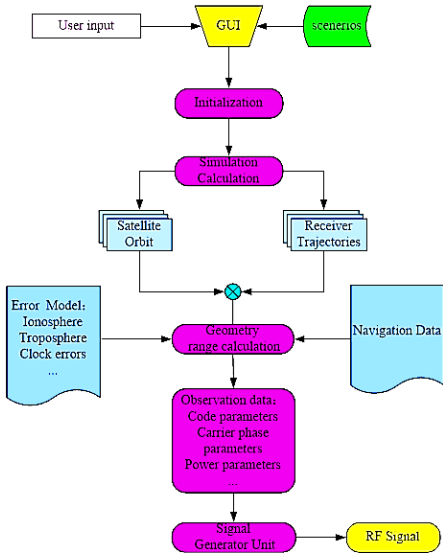 User input
GUI
scenerios
Initialization
Simulation
Calculation
Satellite
Orbit
Receiver
Trajectories
Error Model：
Ionosphere
Troposphere
Clock errors
...
Geometry
range calculation
Navigation Data
Observation data：
Code parameters
Carrier phase
parameters
Power parameters
...
Signal
Generator Unit
RF Signal